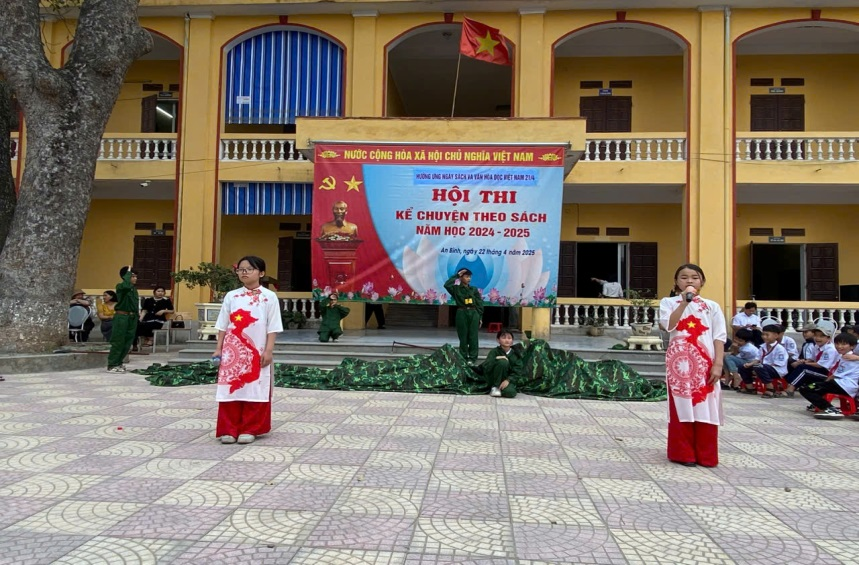 NƯỚC CỘNG HÒA XÃ HỘI CHỦ NGHĨA VIỆT NAM
HƯỞNG ỨNG NGÀY SÁCH VÀ VĂN HÓA ĐỌC VIỆT NAM 21/4
HỘI THI
KỂ CHUYỆN THEO SÁCH
NĂM HỌC 2024 - 2025
An Bình, ngày 22 tháng 4 năm 2025